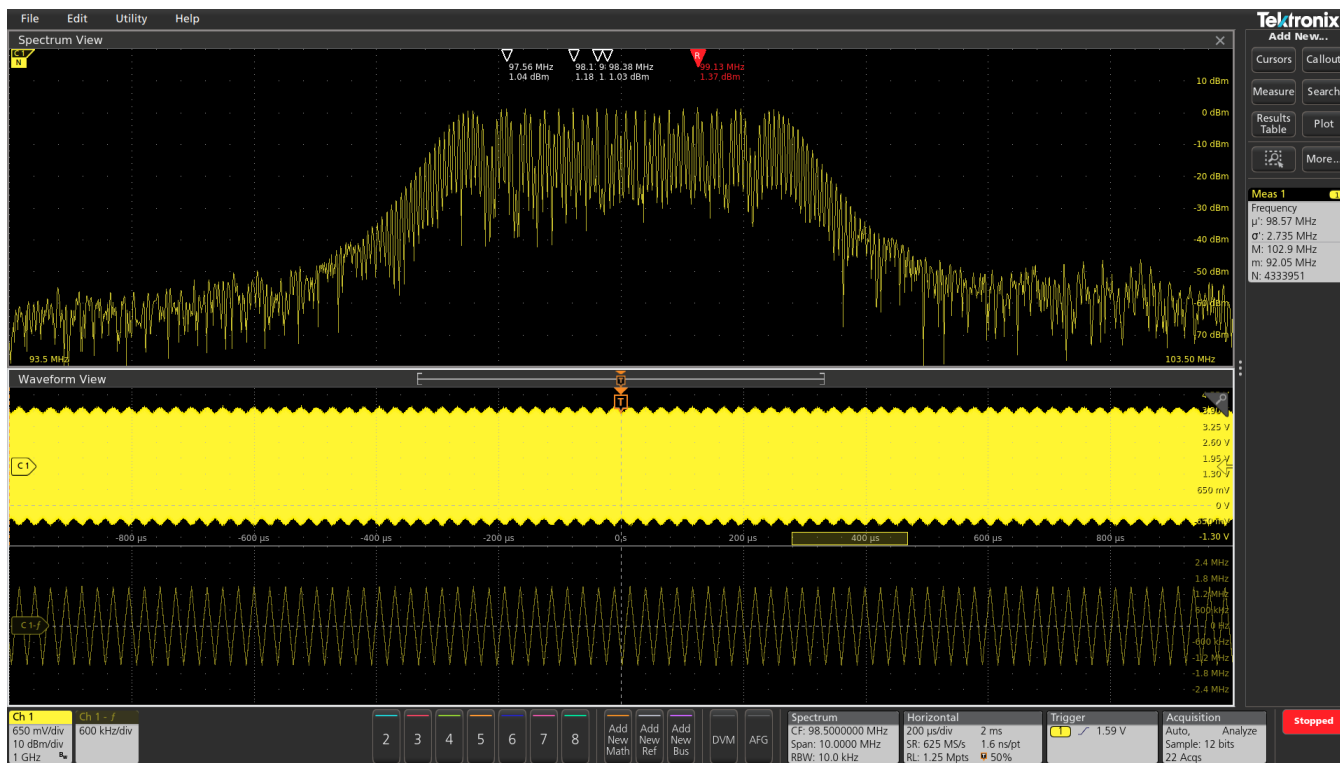 File Edit Utility Help
Tektronix
Add New...
Spectrum View
C 1
N
R
97.56 MHz
1.04 dBm
98.38 MHz
1.18
1.03 dBm
99.13 MHz
1.37 dBm
10 dBm
0 dBm
-10 dBm
-20 dBm
-30 dBm
-40 dBm
-50 dBm
93.5 MHz
103.50 MHz
Cursors
Callout
Measure
Search
Results Table
Plot
More...
Meas 1
1
Frequency
µ': 98.57 MHz
σ': 2.735 MHz
M: 102.9 MHz
m: 92.05 MHz
N: 4333951
Waveform View
T
T
3.25 V
2.60 V
1.95 V
1.30 V
650 mV
0 V
-1.30 V
C 1
-800 µs -600 µs -400 µs -200 µs 0 s 200 µs 400 µs 600 µs 800 µs
2.4 MHz
1.8 MHz
1.2 MHz
600 kHz
0 Hz
-600 kHz
-1.2 MHz
-1.8 MHz
-2.4 MHz
C 1-f
Ch 1
650 mV/div
10 dBm/div
1 GHz
Ch 1 - f
600 kHz/div
2 3 4 5 6 7 8
Add New Math
Add New Ref
Add New Bus
DVM
AFG
Spectrum
CF: 98.5000000 MHz
Span: 10.0000 MHz
RBW: 10.0 kHz
Horizontal
200 µs/div 2 ms
SR: 625 MS/s 1.6 ns/pt
RL: 1.25 Mpts 50%
Trigger
1 1.59 V
Acquisition
Auto, Analyze
Sample: 12 bits
22 Acqs
Stopped